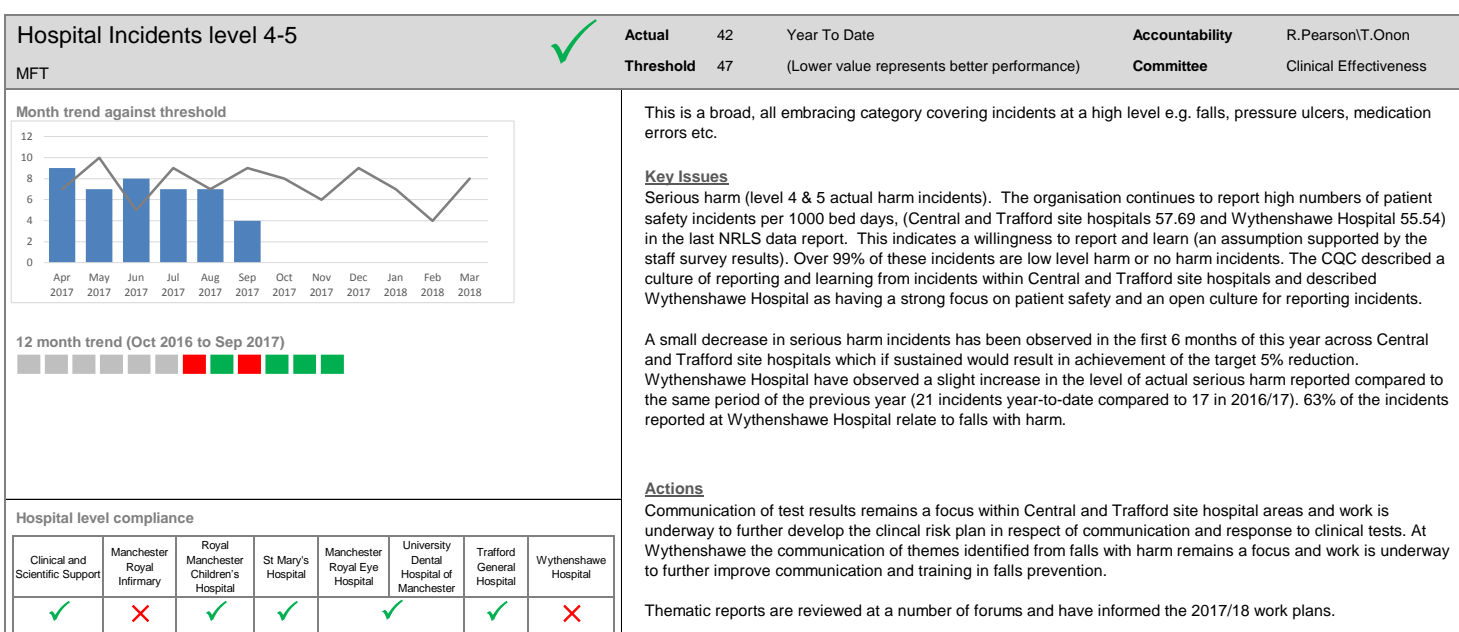 Hospital Incidents level 4-5
MFT
Actual 42 Year To Date Accountability R.Pearson\T.Onon
Threshold 47 (Lower value represents better performance) Committee Clinical Effectiveness
Month trend against threshold
12
10
8
6
4
2
0
Apr May Jun Jul Aug Sep Oct Nov Dec Jan Feb Mar
2017 2017 2017 2017 2017 2017 2017 2017 2017 2018 2018 2018
12 month trend (Oct 2016 to Sep 2017)
Hospital level compliance
Clinical and
Scientific Support
Manchester
Royal
Infirmary
Royal
Manchester
Children's
Hospital
St Mary's
Hospital
Manchester
Royal Eye
Hospital
University
Dental
Hospital of
Manchester
Trafford
General
Hospital
Wythenshawe
Hospital
This is a broad, all embracing category covering incidents at a high level e.g. falls, pressure ulcers, medication
errors etc.
Key Issues
Serious harm (level 4 & 5 actual harm incidents). The organisation continues to report high numbers of patient
safety incidents per 1000 bed days, (Central and Trafford site hospitals 57.69 and Wythenshawe Hospital 55.54)
in the last NRLS data report. This indicates a willingness to report and learn (an assumption supported by the
staff survey results). Over 99% of these incidents are low level harm or no harm incidents. The CQC described a
culture of reporting and learning from incidents within Central and Trafford site hospitals and described
Wythenshawe Hospital as having a strong focus on patient safety and an open culture for reporting incidents.
A small decrease in serious harm incidents has been observed in the first 6 months of this year across Central
and Trafford site hospitals which if sustained would result in achievement of the target 5% reduction.
Wythenshawe Hospital have observed a slight increase in the level of actual serious harm reported compared to
the same period of the previous year (21 incidents year-to-date compared to 17 in 2016/17). 63% of the incidents
reported at Wythenshawe Hospital relate to falls with harm.
Actions
Communication of test results remains a focus within Central and Trafford site hospital areas and work is
underway to further develop the clincal risk plan in respect of communication and response to clinical tests. At
Wythenshawe the communication of themes identified from falls with harm remains a focus and work is underway
to further improve communication and training in falls prevention.
Thematic reports are reviewed at a number of forums and have informed the 2017/18 work plans.